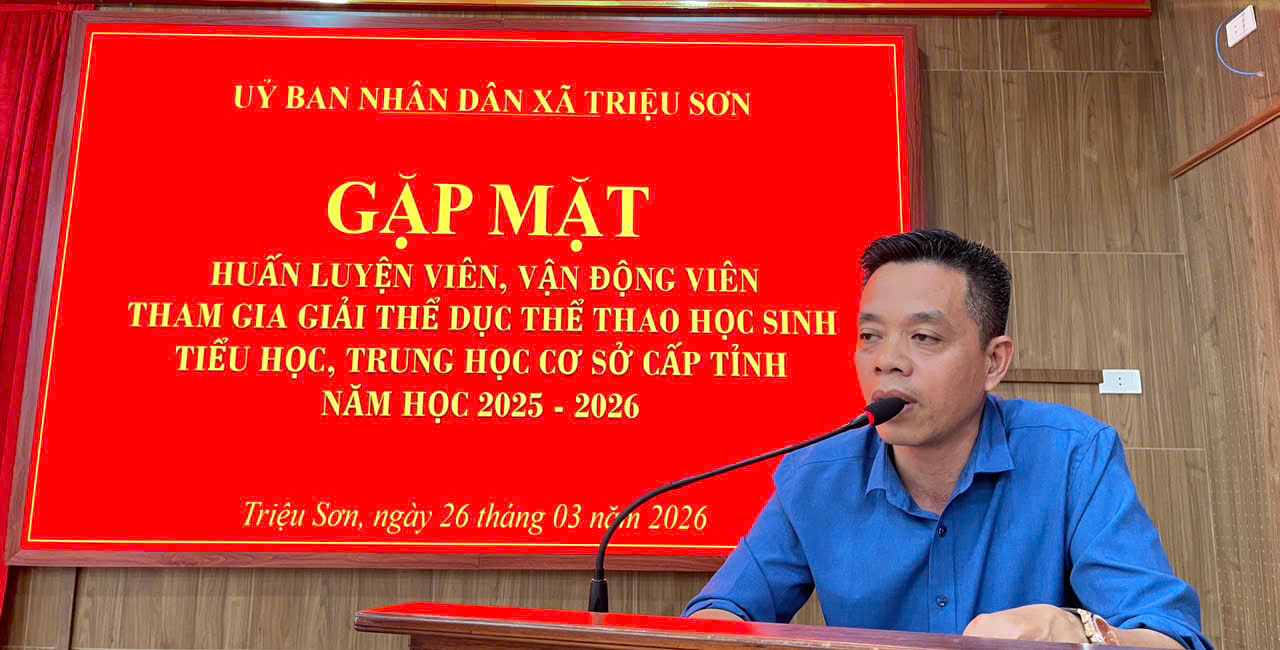 UỶ BAN NHÂN DÂN XÃ TRIỆU SƠN
GẶP MẶT
HUẤN LUYỆN VIÊN, VẬN ĐỘNG VIÊN
THAM GIA GIẢI THỂ DỤC THỂ THAO HỌC SINH
TIỂU HỌC, TRUNG HỌC CƠ SỞ CẤP TỈNH
NĂM HỌC 2025 - 2026
Triệu Sơn, ngày 26 tháng 03 năm 2026